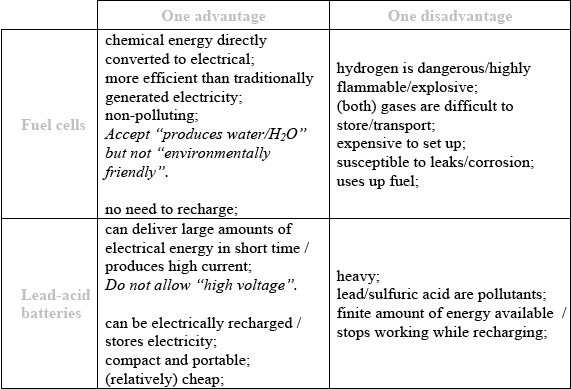 One advantage
One disadvantage
Fuel cells
chemical energy directly
converted to electrical;
more efficient than traditionally
generated electricity;
non-polluting;
Accept “produces water/H₂O”
but not “environmentally
friendly”.
no need to recharge;
hydrogen is dangerous/highly
flammable/explosive;
(both) gases are difficult to
store/transport;
expensive to set up;
susceptible to leaks/corrosion;
uses up fuel;
Lead-acid
batteries
can deliver large amounts of
electrical energy in short time /
produces high current;
Do not allow “high voltage”.
can be electrically recharged /
stores electricity;
compact and portable;
(relatively) cheap;
heavy;
lead/sulfuric acid are pollutants;
finite amount of energy available /
stops working while recharging;